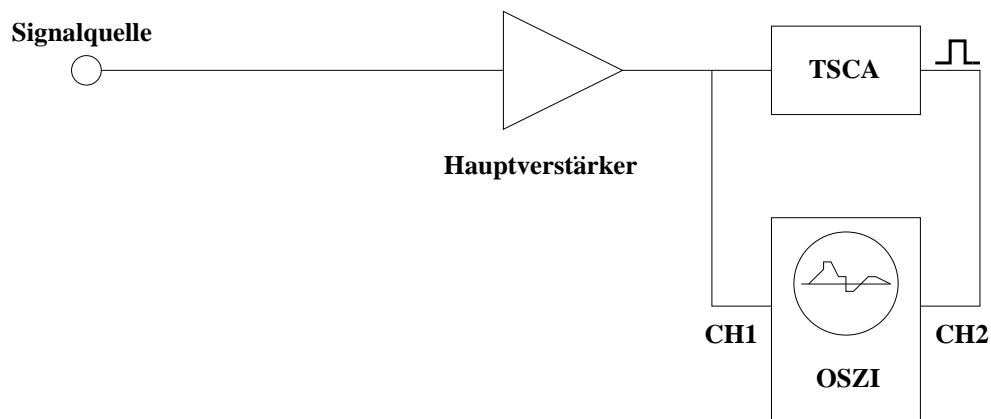 Signalquelle
TSCA
Hauptverstärker
CH1
CH2
OSZI